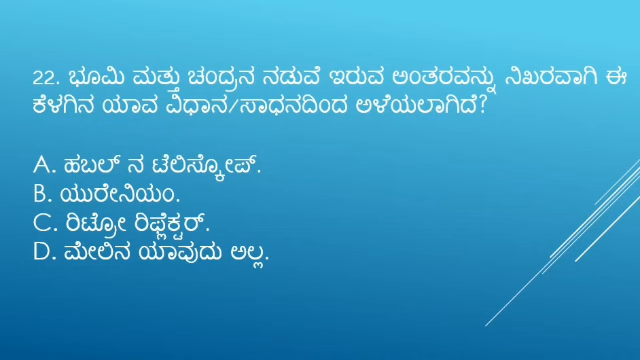 22. ಭೂಮಿ ಮತ್ತು ಚಂದ್ರನ ನಡುವೆ ಇರುವ ಅಂತರವನ್ನು ನಿಖರವಾಗಿ ಈ
ಕೆಳಗಿನ ಯಾವ ವಿಧಾನ/ಸಾಧನದಿಂದ ಅಳೆಯಲಾಗಿದೆ?
A. ಹಬಲ್ ನ ಟೆಲಿಸ್ಕೋಪ್.
B. ಯುರೇನಿಯಂ.
C. ರಿಟ್ರೋ ರಿಫ್ಲೆಕ್ಟರ್.
D. ಮೇಲಿನ ಯಾವುದು ಅಲ್ಲ.